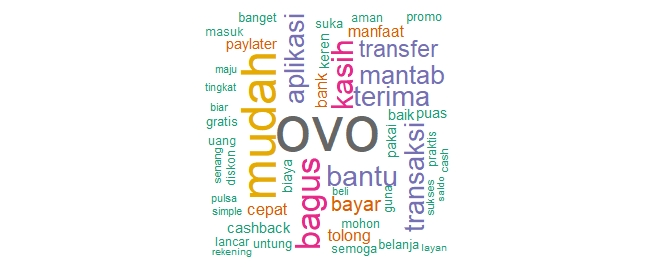 banget
suka
aman
promo
masuk
aplikasi
keren
kasih
manfaat
paylater
transfer
maju
mudah
bank
mantab
tingkat
terima
biar
baik
puas
gratis
ovo
uang
pakai
transaksi
praktis
senang
diskon
biaya
bagus
bantu
cash
pulsa
beli
guna
saldo
simple
cepat
bayar
sukses
cashback
mohon
tolong
lancar
untung
semoga
belanja
layan
rekening